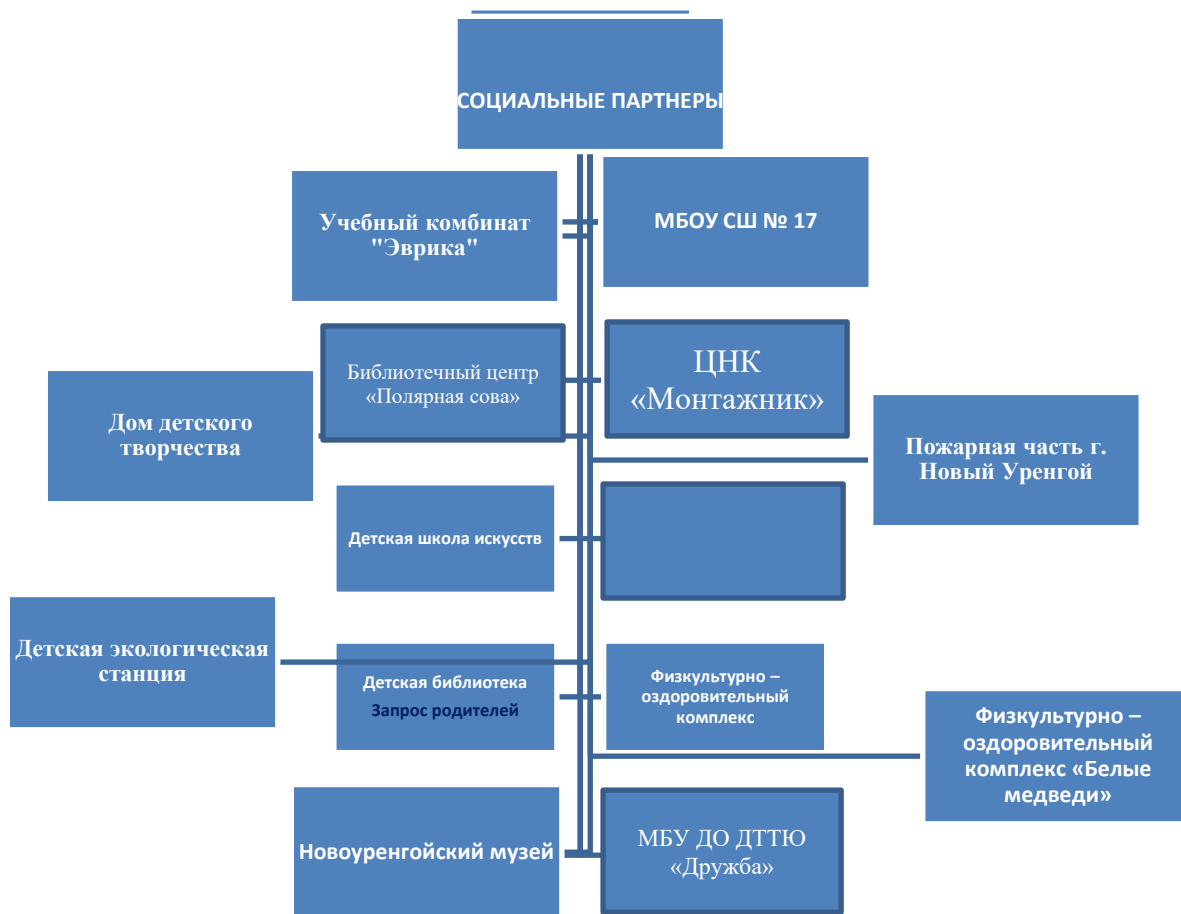 СОЦИАЛЬНЫЕ ПАРТНЕРЫ
Учебный комбинат
"Эврика"
МБОУ СШ № 17
Библиотечный центр
«Полярная сова»
ЦНК
«Монтажник»
Дом детского
творчества
Пожарная часть г.
Новый Уренгой
Детская школа искусств
Детская экологическая
станция
Детская библиотека
Запрос родителей
Физкультурно –
оздоровительный
комплекс
Физкультурно –
оздоровительный
комплекс «Белые
медведи»
Новоуренгойский музей
МБУ ДО ДТТЮ
«Дружба»